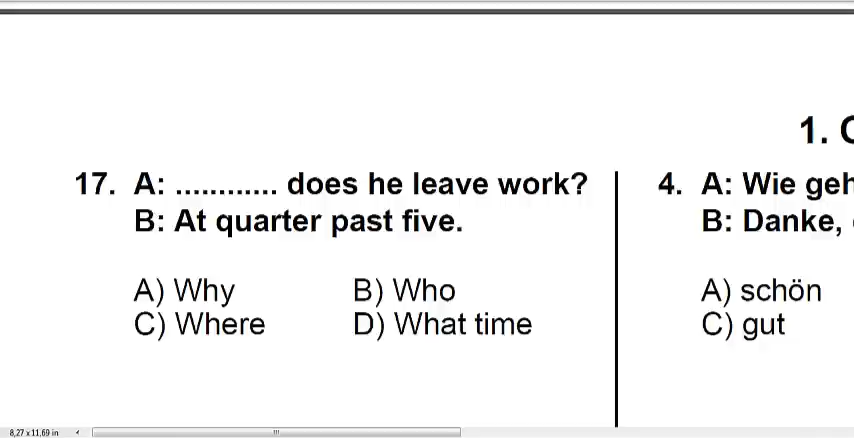 1.
17. A: ............ does he leave work?
B: At quarter past five.
A) Why B) Who
C) Where D) What time
4. A: Wie geh
B: Danke,
A) schön
C) gut
8,27 x 11,69 in